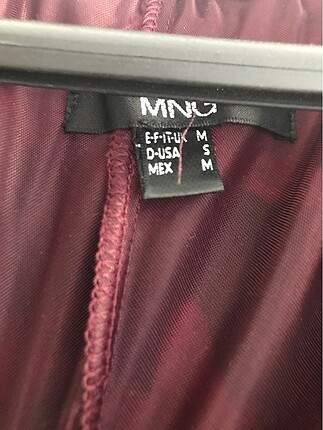 MNG
E-F-IT-UK M
D-USA S
MEX M